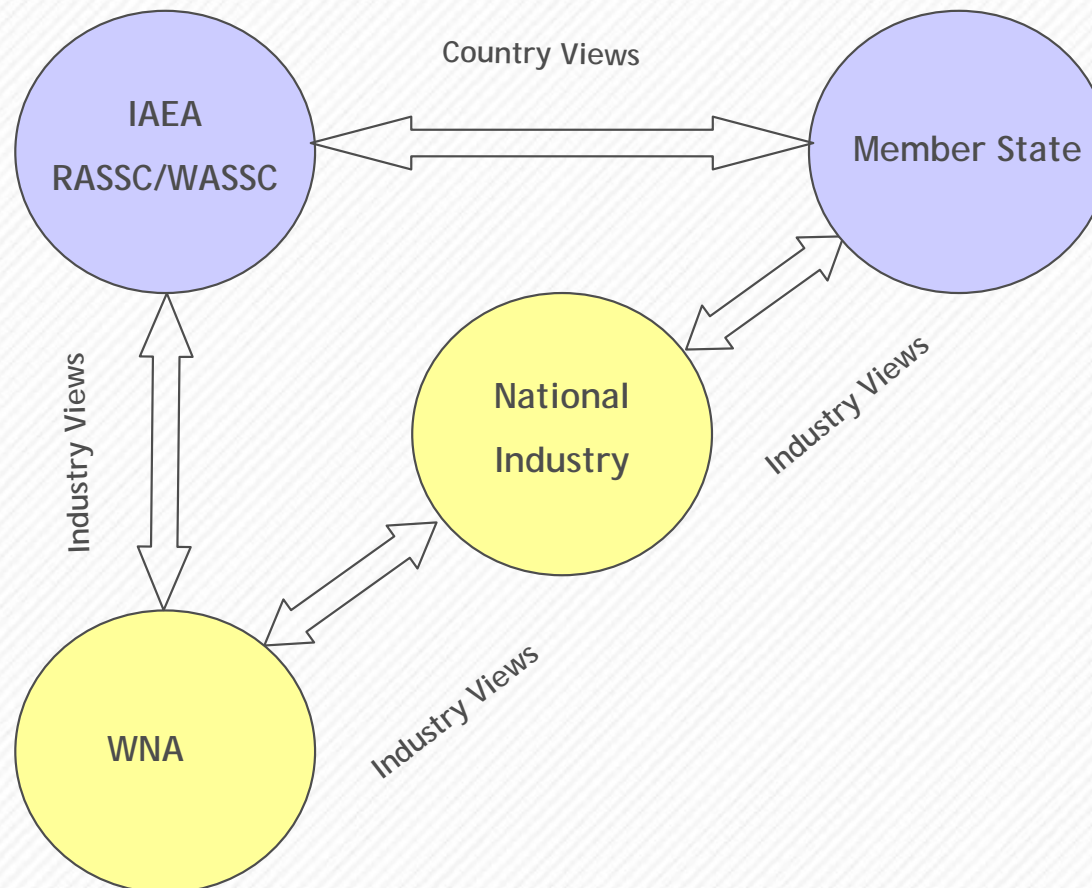 Country Views
IAEA
RASSC/WASSC
Member State
Industry Views
National
Industry
Industry Views
Industry Views
WNA